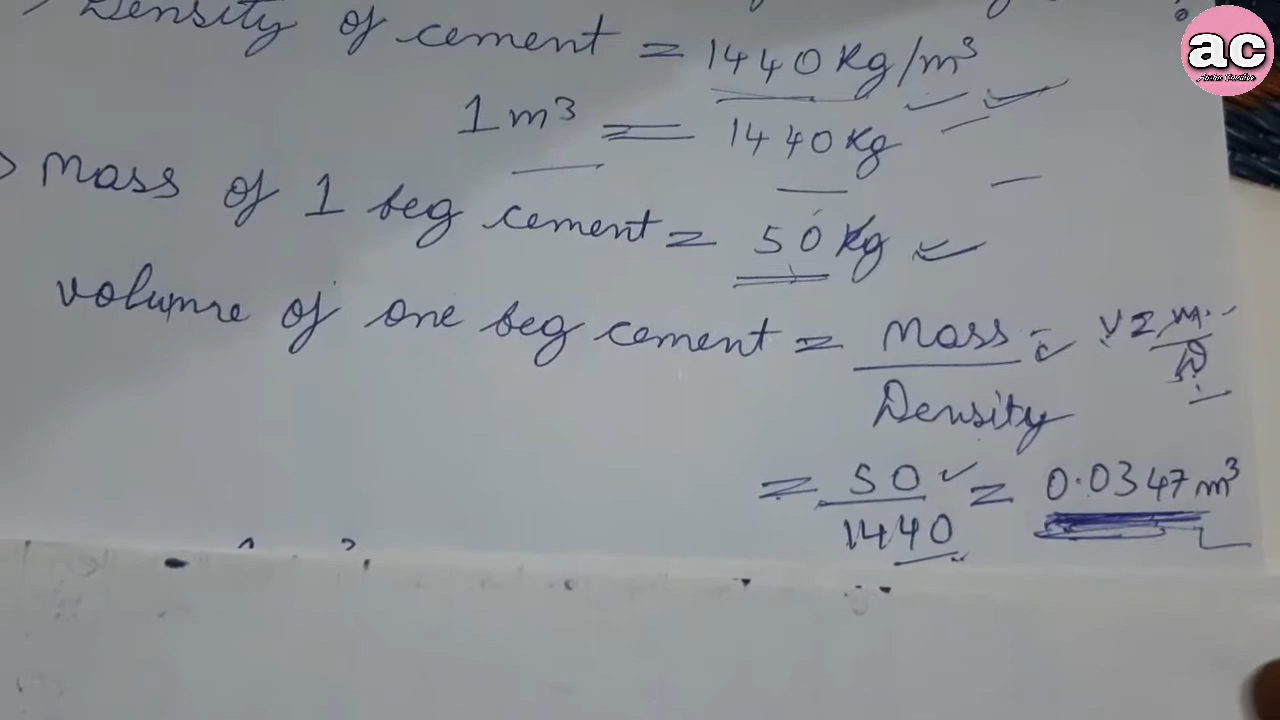 Density of cement = 1440 Kg/m³
1 m³ = 1440 Kg
Mass of 1 beg cement = 50 Kg
volume of one beg cement = Mass / Density V = M / D
= 50 / 1440 = 0.0347 m³
ac